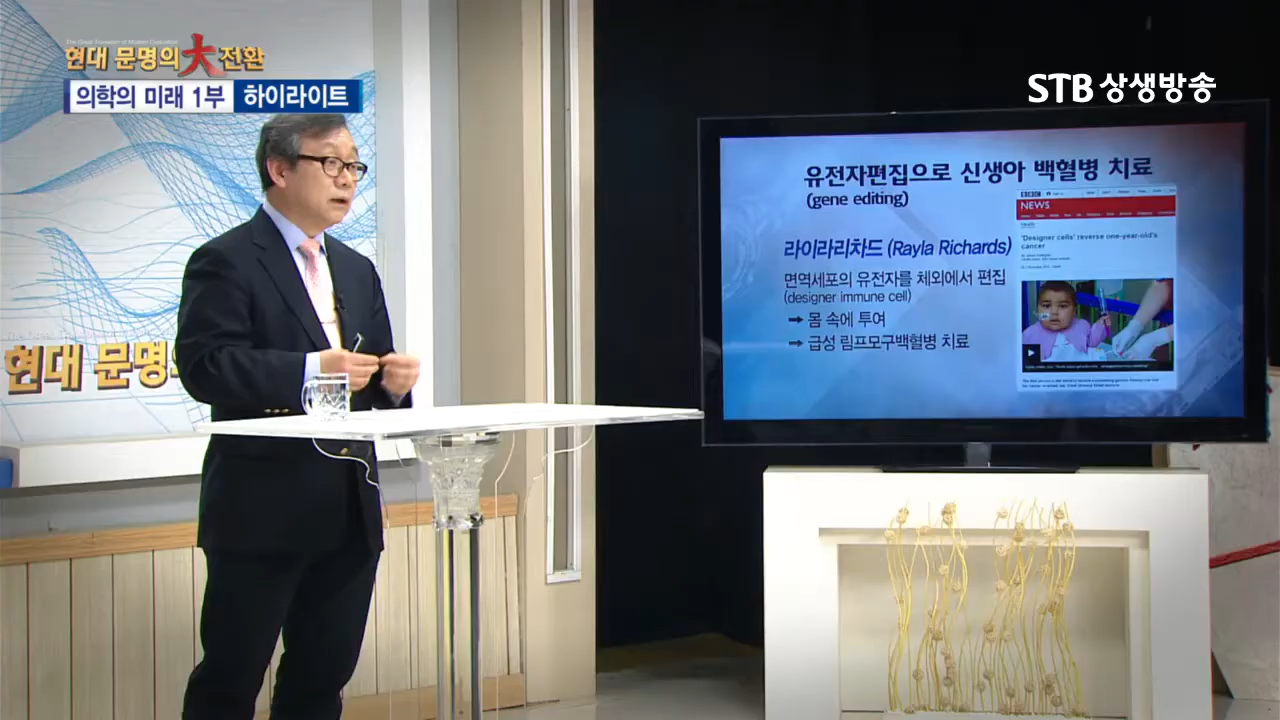 현대 문명의 大 전환
의학의 미래 1부 하이라이트
STB 상생방송
현대 문명의
유전자편집으로 신생아 백혈병 치료
(gene editing)
라이라리차드 (Rayla Richards)
면역세포의 유전자를 체외에서 편집
(designer immune cell)
➡ 몸 속에 투여
➡ 급성 림프모구백혈병 치료
BBC
NEWS
Health
'Designer cells' reverse one-year-old's
cancer